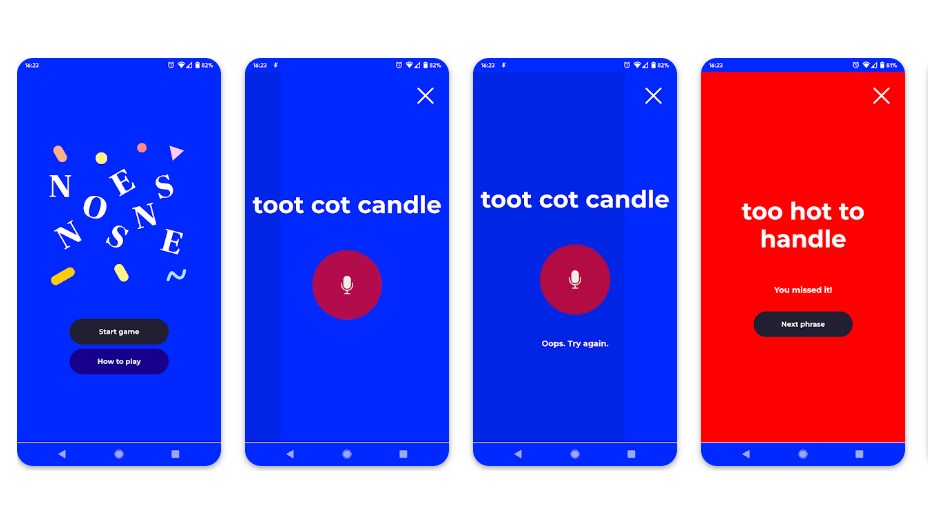 16:23 82%
N O E S
N S N E
Start game
How to play
16:23 82%
toot cot candle
16:23 82%
toot cot candle
Oops. Try again.
16:23 81%
too hot to
handle
You missed it!
Next phrase